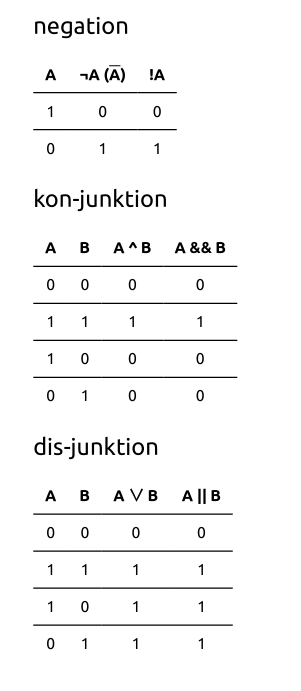 negation
A ¬A (A̅) !A
1 0 0
0 1 1
kon-junktion
A B A ^ B A && B
0 0 0 0
1 1 1 1
1 0 0 0
0 1 0 0
dis-junktion
A B A ∨ B A || B
0 0 0 0
1 1 1 1
1 0 1 1
0 1 1 1